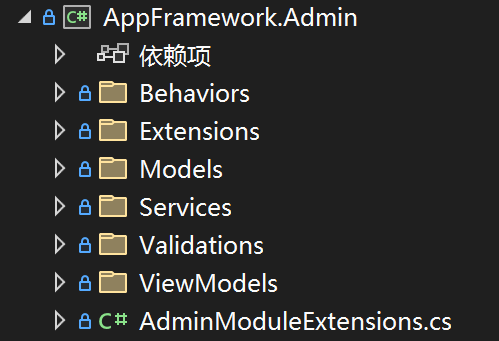 C# AppFramework.Admin
依赖项
Behaviors
Extensions
Models
Services
Validations
ViewModels
C# AdminModuleExtensions.cs